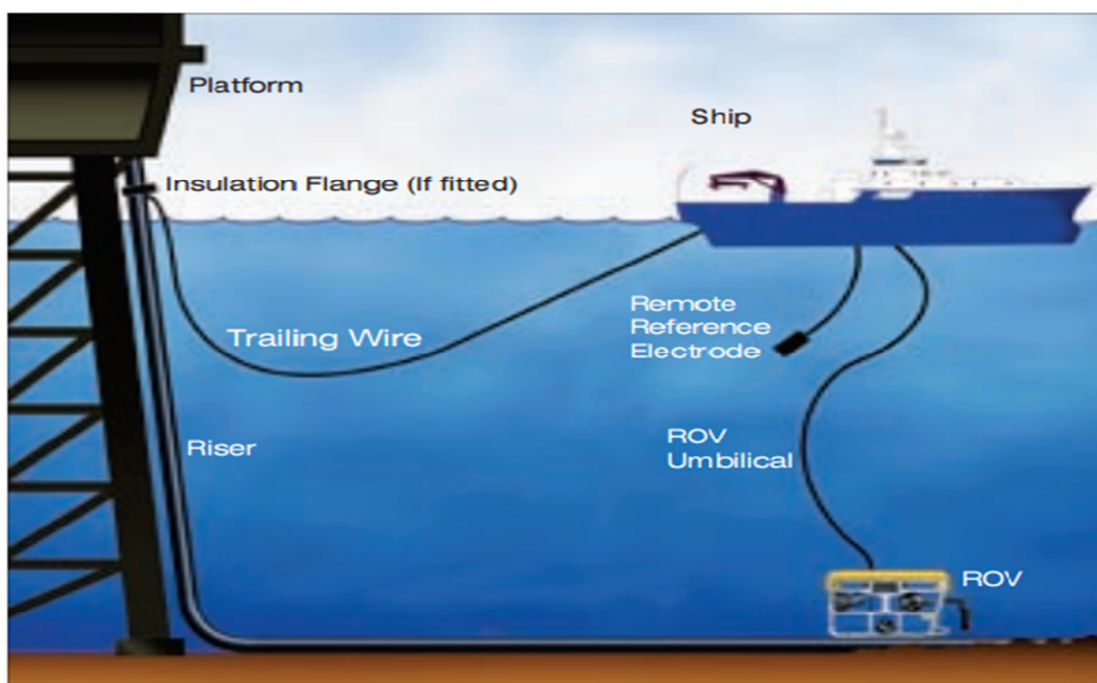 Platform
Ship
Insulation Flange (If fitted)
Trailing Wire
Remote
Reference
Electrode
Riser
ROV
Umbilical
ROV